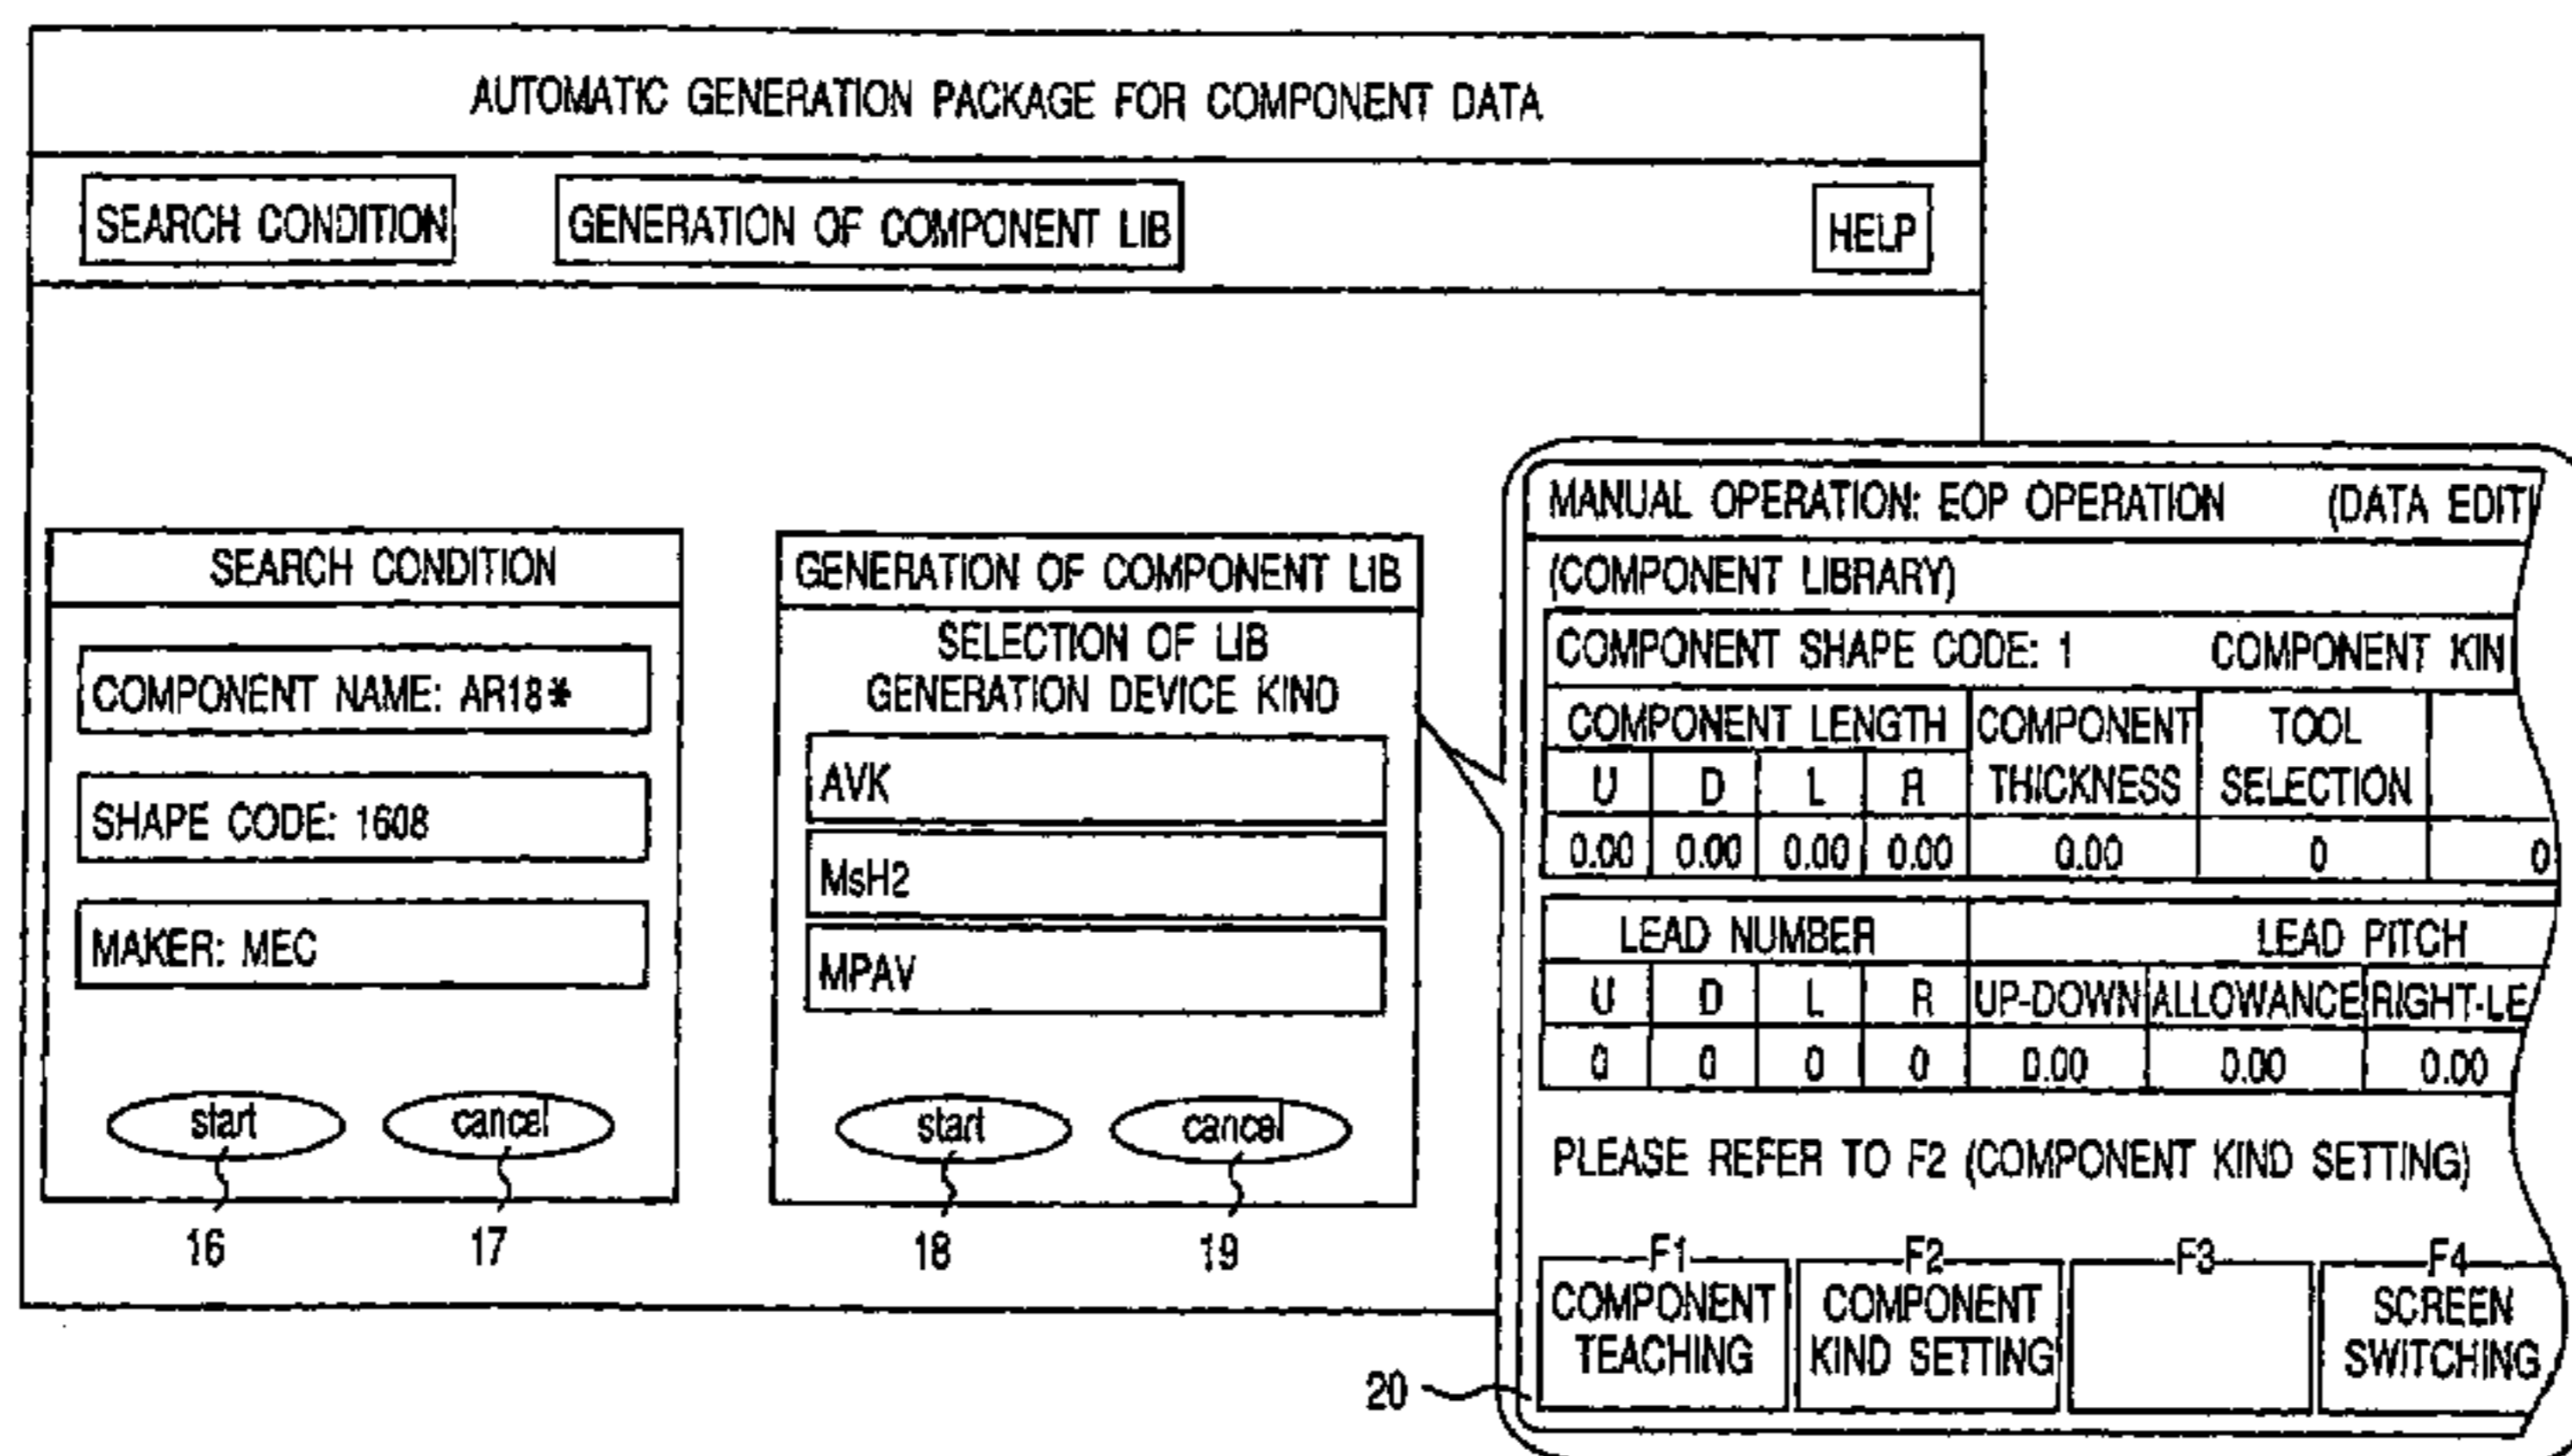 AUTOMATIC GENERATION PACKAGE FOR COMPONENT DATA
SEARCH CONDITION
GENERATION OF COMPONENT LIB
HELP
SEARCH CONDITION
COMPONENT NAME: AR18*
SHAPE CODE: 1608
MAKER: MEC
start
cancel
16
17
GENERATION OF COMPONENT LIB
SELECTION OF LIB
GENERATION DEVICE KIND
AVK
MsH2
MPAV
start
cancel
18
19
MANUAL OPERATION: EOP OPERATION (DATA EDITI
(COMPONENT LIBRARY)
COMPONENT SHAPE CODE: 1 COMPONENT KIN
COMPONENT LENGTH
COMPONENT
THICKNESS
TOOL
SELECTION
U D L R
0.00 0.00 0.00 0.00 0.00 0 0
LEAD NUMBER LEAD PITCH
U D L R UP-DOWN ALLOWANCE RIGHT-LE
0 0 0 0 0.00 0.00 0.00
PLEASE REFER TO F2 (COMPONENT KIND SETTING)
F1
COMPONENT
TEACHING
F2
COMPONENT
KIND SETTING
F3
F4
SCREEN
SWITCHING
20